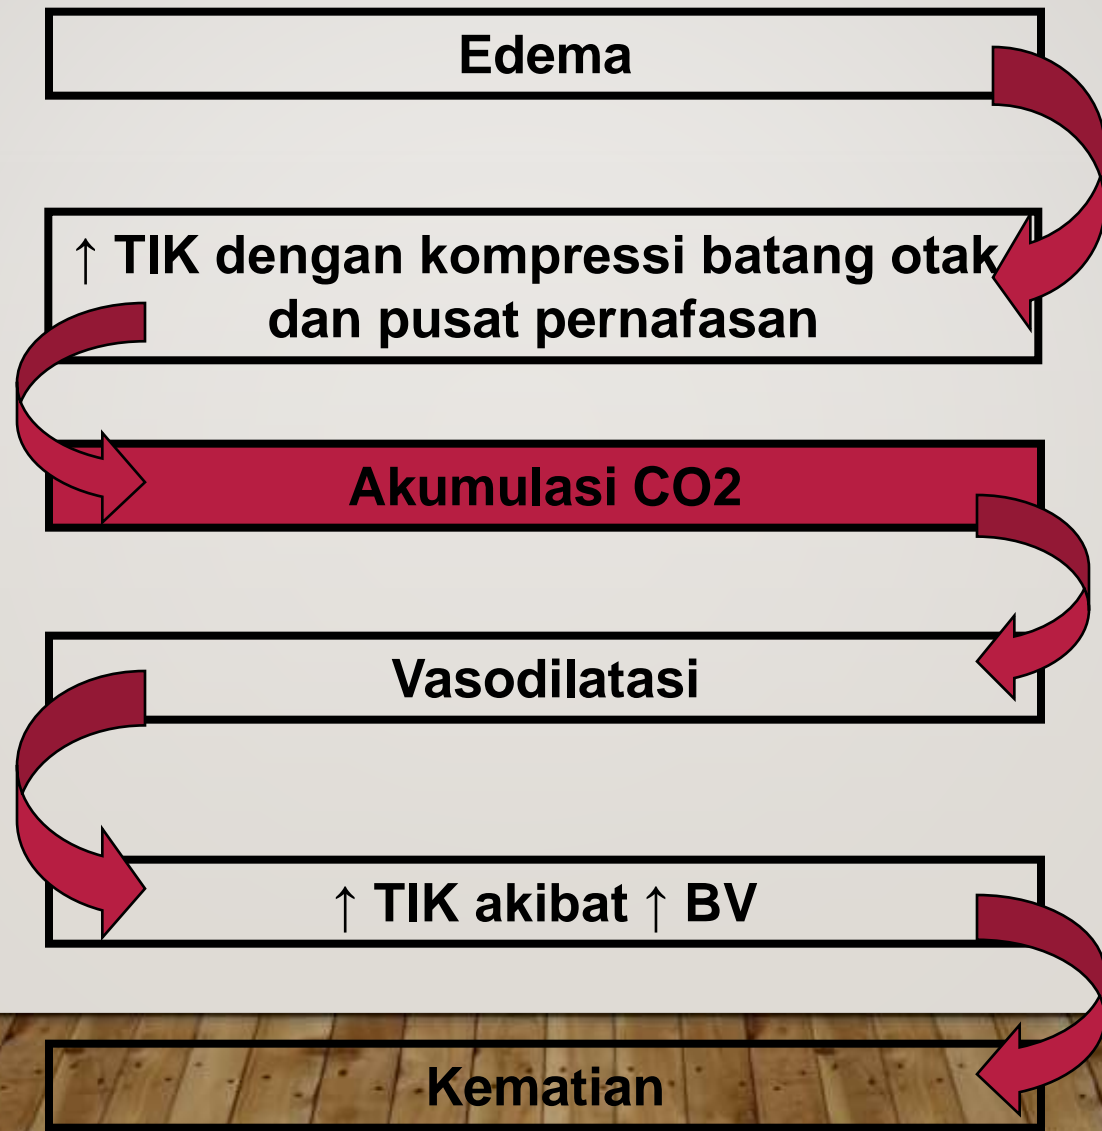 Edema
↑ TIK dengan kompressi batang otak
dan pusat pernafasan
Akumulasi CO2
Vasodilatasi
↑ TIK akibat ↑ BV
Kematian